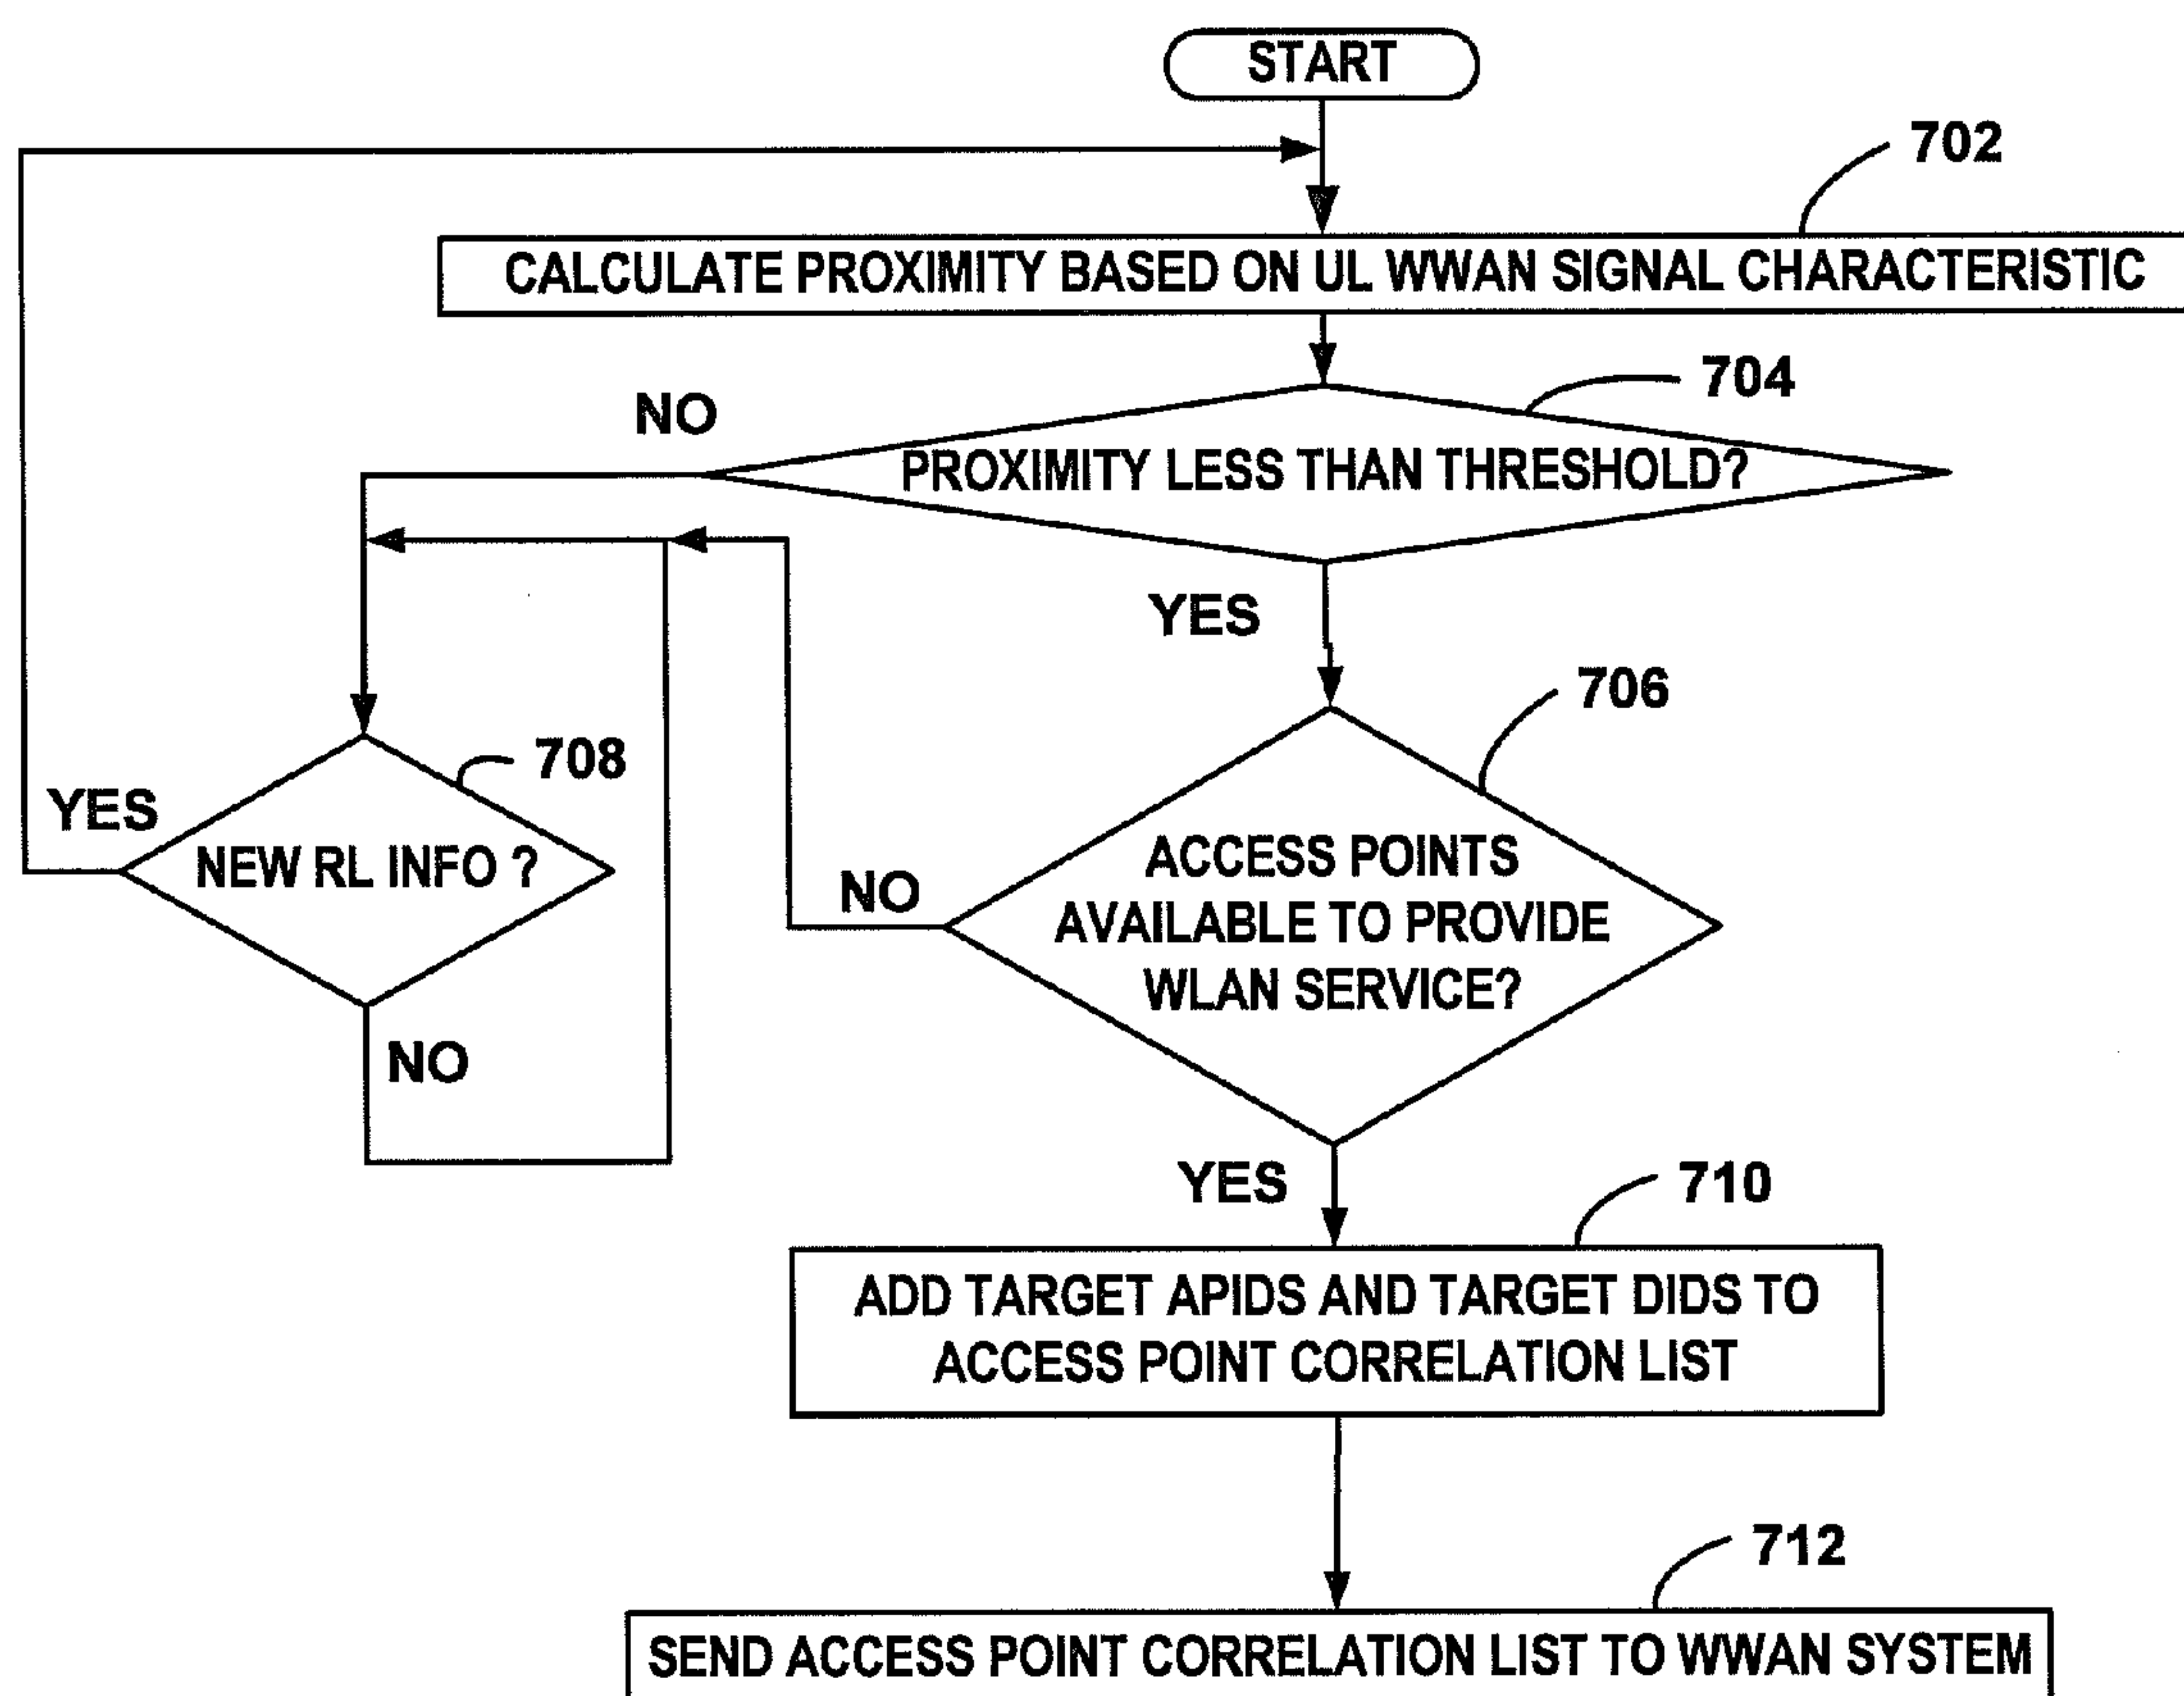 START
702
CALCULATE PROXIMITY BASED ON UL WWAN SIGNAL CHARACTERISTIC
704
NO
PROXIMITY LESS THAN THRESHOLD?
YES
706
708
YES
NEW RL INFO ?
ACCESS POINTS
AVAILABLE TO PROVIDE
WLAN SERVICE?
NO
NO
YES
710
ADD TARGET APIDS AND TARGET DIDS TO
ACCESS POINT CORRELATION LIST
712
SEND ACCESS POINT CORRELATION LIST TO WWAN SYSTEM